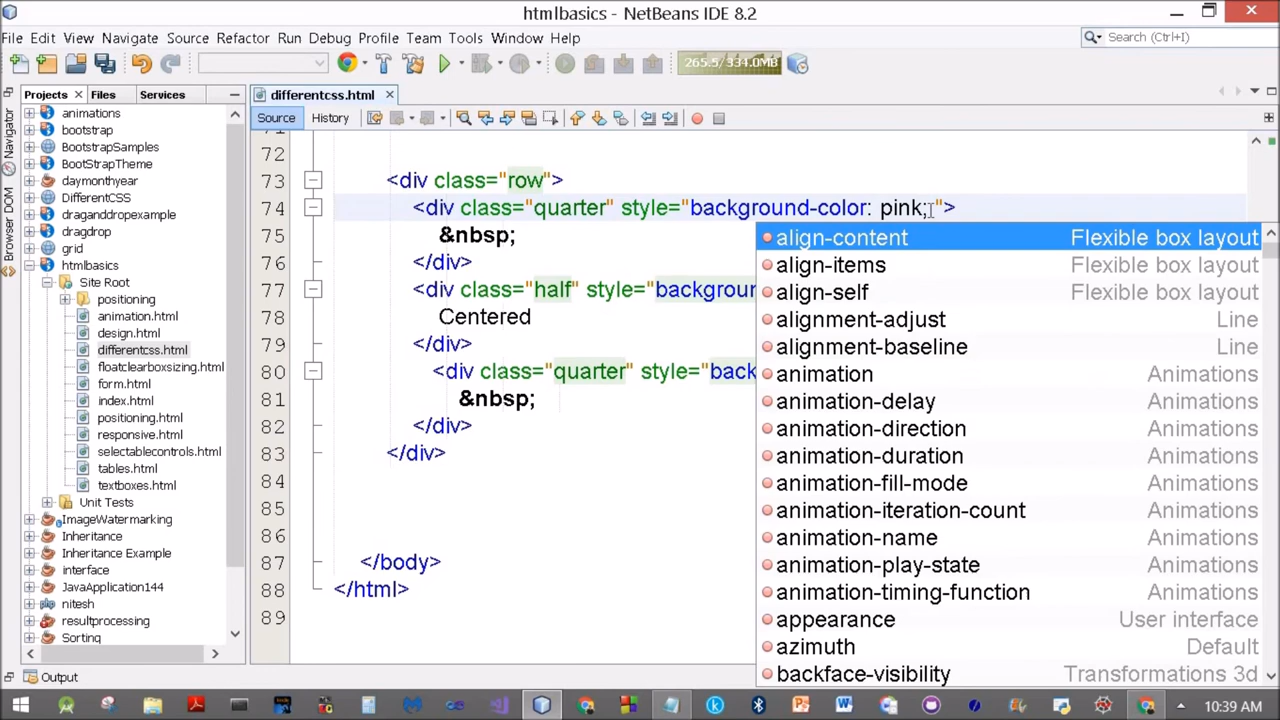 htmlbasics - NetBeans IDE 8.2
File Edit View Navigate Source Refactor Run Debug Profile Team Tools Window Help
Search (Ctrl+I)
265.5/334.0MB
Projects Files Services
differentcss.html
Source History
Navigator
Browser DOM
animations
bootstrap
BootstrapSamples
BootStrapTheme
daymonthyear
DifferentCSS
draganddropexample
dragdrop
grid
htmlbasics
Site Root
positioning
animation.html
design.html
differentcss.html
floatclearboxsizing.html
form.html
index.html
positioning.html
responsive.html
selectablecontrols.html
tables.html
textboxes.html
Unit Tests
ImageWatermarking
Inheritance
Inheritance Example
interface
JavaApplication144
nitesh
resultprocessing
Sorting
71
72
73 <div class="row">
74 <div class="quarter" style="background-color: pink;">
75 &nbsp;
76 </div>
77 <div class="half" style="backgroun
78 Centered
79 </div>
80 <div class="quarter" style="back
81 &nbsp;
82 </div>
83 </div>
84
85
86
87 </body>
88 </html>
89
align-content Flexible box layout
align-items Flexible box layout
align-self Flexible box layout
alignment-adjust Line
alignment-baseline Line
animation Animations
animation-delay Animations
animation-direction Animations
animation-duration Animations
animation-fill-mode Animations
animation-iteration-count Animations
animation-name Animations
animation-play-state Animations
animation-timing-function Animations
appearance User interface
azimuth Default
backface-visibility Transformations 3d
Output
10:39 AM